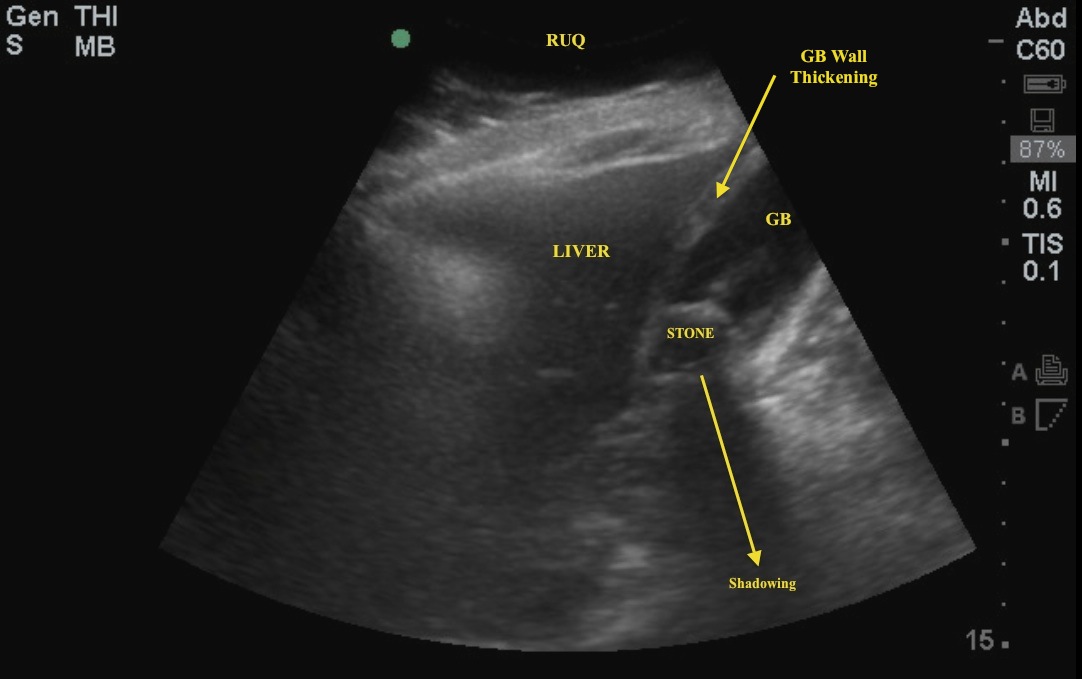 Gen THI
S MB
RUQ
GB Wall
Thickening
GB
LIVER
STONE
Shadowing
Abd
C60
87%
MI
0.6
TIS
0.1
A
B
15